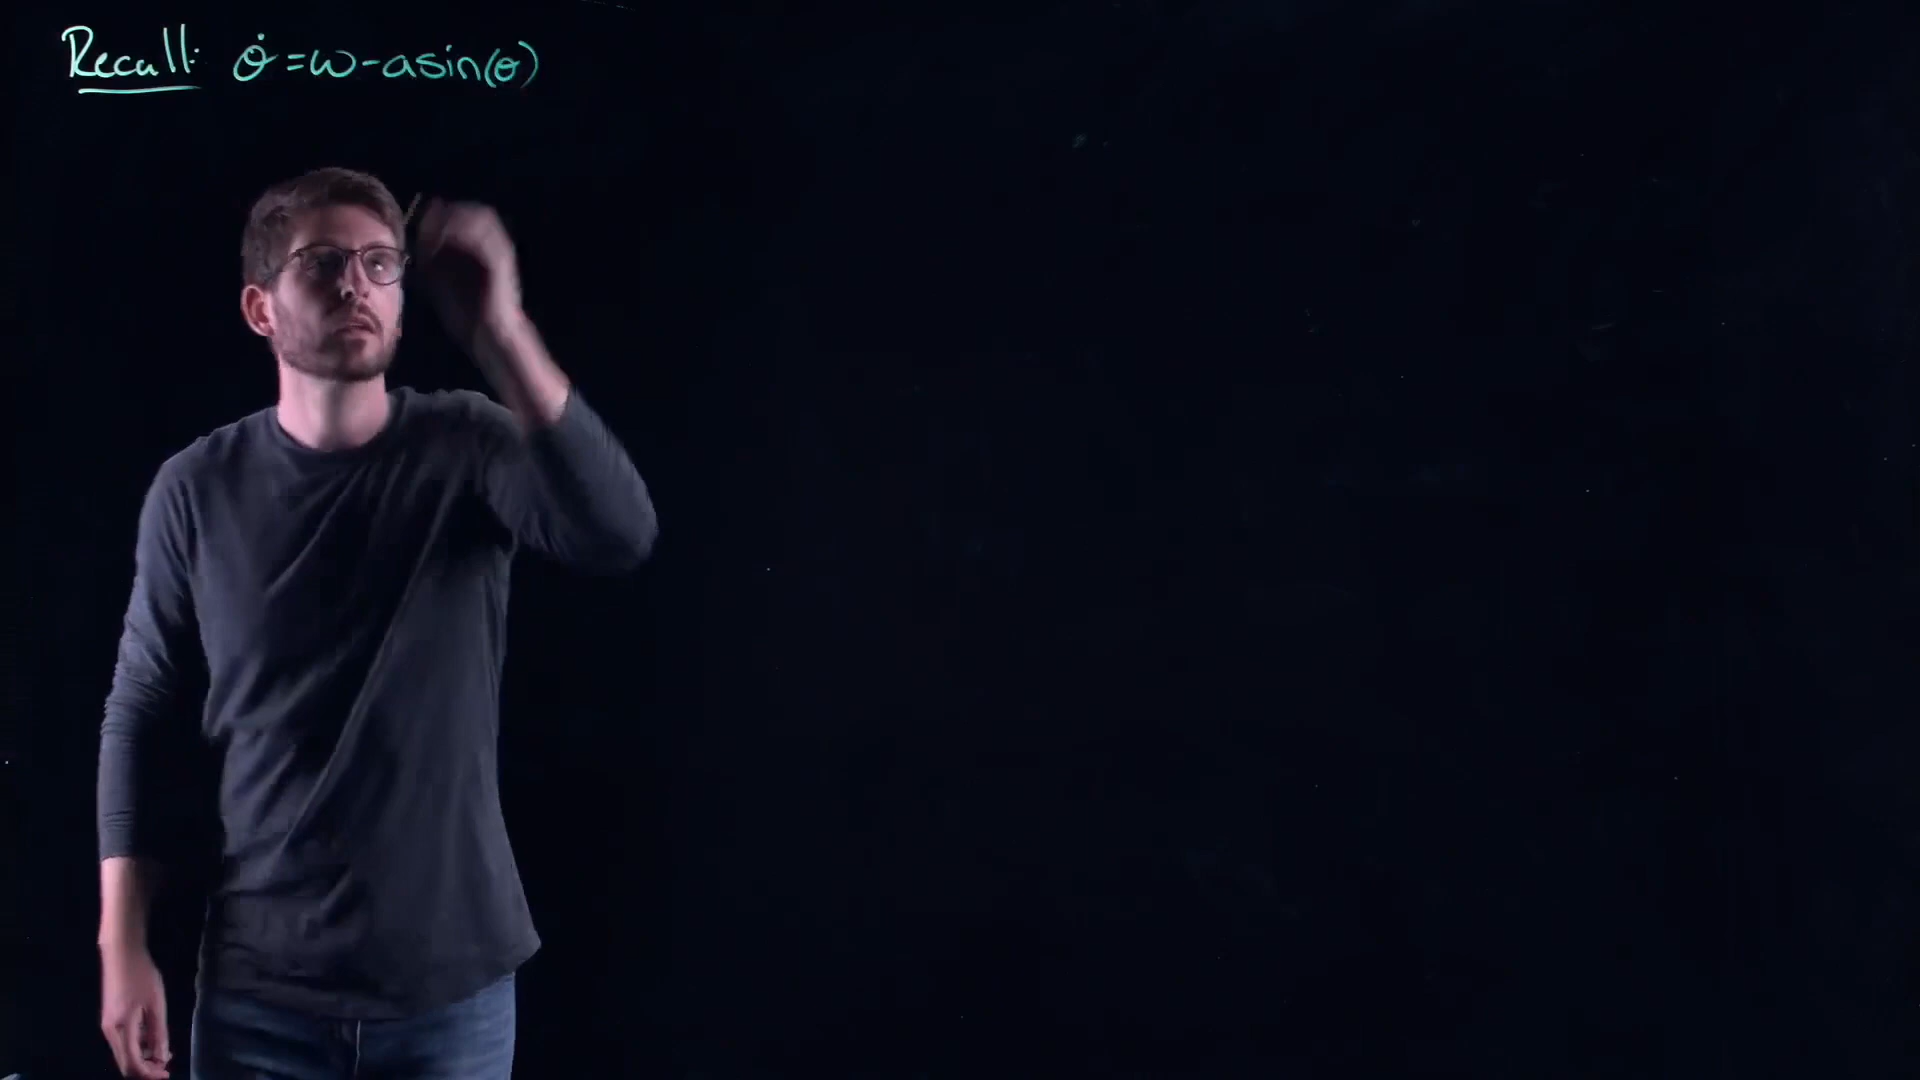 Recall: θ̇ = ω - asin(θ)